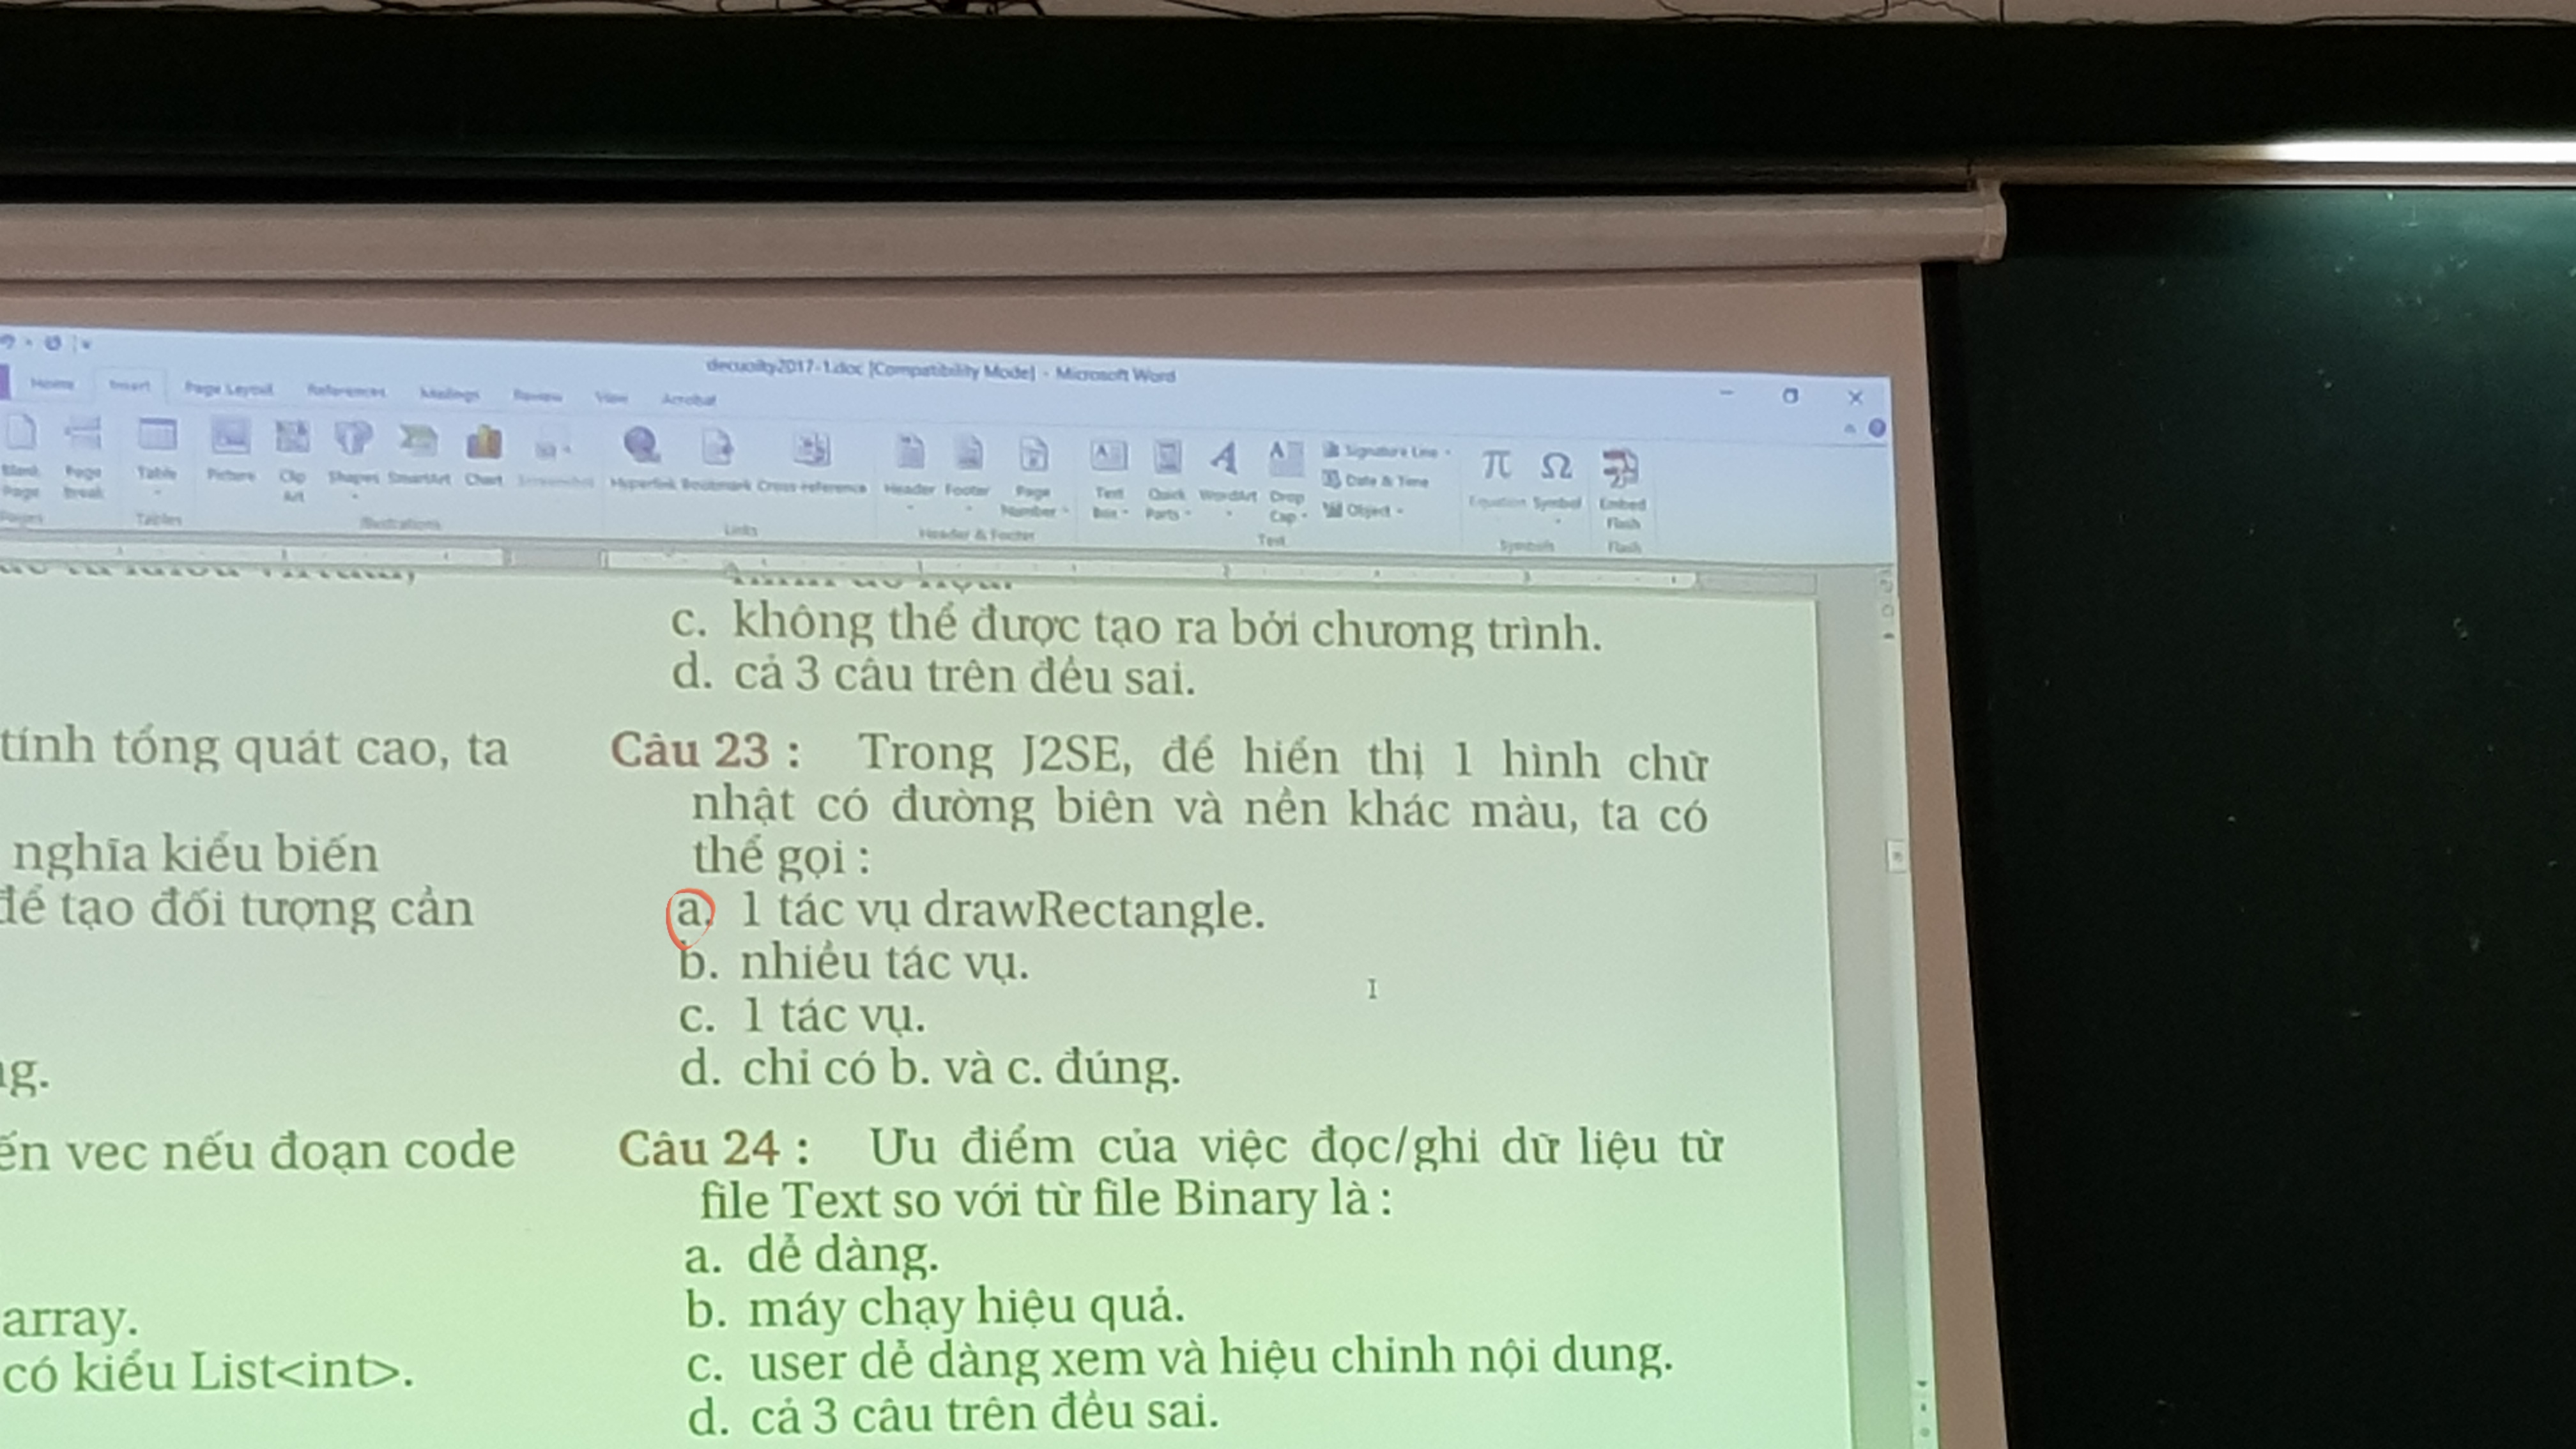 decuoiky2017-1.doc [Compatibility Mode] - Microsoft Word
Home Insert Page Layout References Mailings Review View Acrobat
Blank Page
Page Break
Table
Picture
Clip Art
Shapes
SmartArt
Chart
Screenshot
Hyperlink
Bookmark
Cross-reference
Header
Footer
Page Number
Text Box
Quick Parts
WordArt
Drop Cap
Signature Line
Date & Time
Object
Equation
Symbol
Embed Flash
Pages
Tables
Illustrations
Links
Header & Footer
Text
Symbols
Flash
tính tổng quát cao, ta
nghĩa kiểu biến
để tạo đối tượng cần
vec nếu đoạn code
array.
có kiểu List<int>.
c. không thể được tạo ra bởi chương trình.
d. cả 3 câu trên đều sai.
Câu 23 : Trong J2SE, để hiển thị 1 hình chữ
nhật có đường biên và nền khác màu, ta có
thể gọi :
a. 1 tác vụ drawRectangle.
b. nhiều tác vụ.
c. 1 tác vụ.
d. chỉ có b. và c. đúng.
Câu 24 : Ưu điểm của việc đọc/ghi dữ liệu từ
file Text so với từ file Binary là :
a. dễ dàng.
b. máy chạy hiệu quả.
c. user dễ dàng xem và hiệu chỉnh nội dung.
d. cả 3 câu trên đều sai.